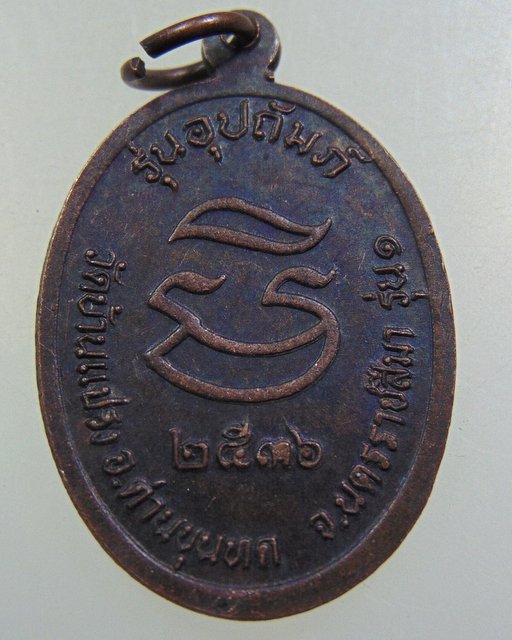 รุ่นอุปถัมภ์
๒๕๓๖
วัดบ้านแปรง อ.ด่านขุนทด จ.นครราชสีมา รุ่น ๑